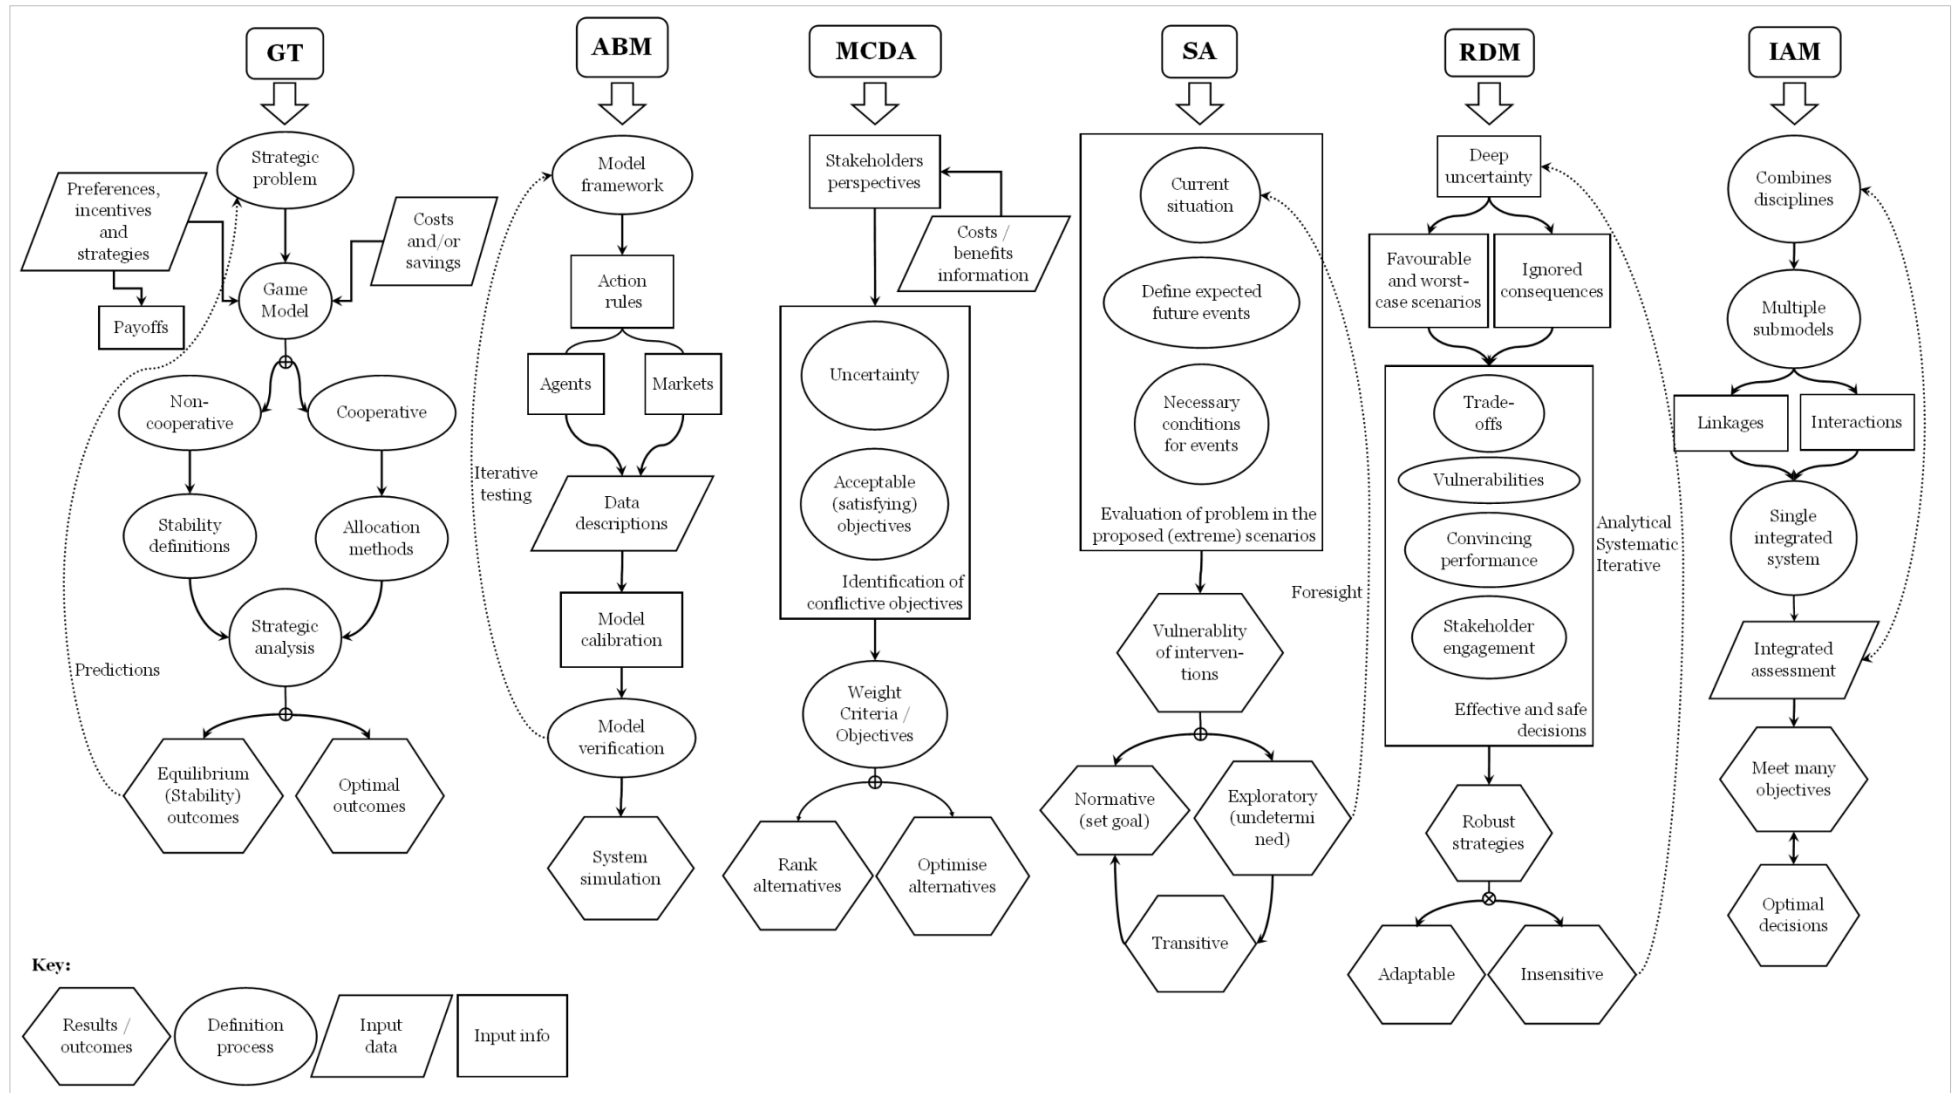 GT
Strategic
problem
Preferences,
incentives
and
strategies
Costs
and/or
savings
Game
Model
Payoffs
Non-
cooperative
Cooperative
Stability
definitions
Allocation
methods
Strategic
analysis
Predictions
Equilibrium
(Stability)
outcomes
Optimal
outcomes
ABM
Model
framework
Action
rules
Agents
Markets
Iterative
testing
Data
descriptions
Model
calibration
Model
verification
System
simulation
MCDA
Stakeholders
perspectives
Costs /
benefits
information
Uncertainty
Acceptable
(satisfying)
objectives
Identification of
conflictive objectives
Weight
Criteria /
Objectives
Rank
alternatives
Optimise
alternatives
SA
Current
situation
Define expected
future events
Necessary
conditions
for events
Evaluation of problem in the
proposed (extreme) scenarios
Foresight
Vulnerablity
of interven-
tions
Normative
(set goal)
Exploratory
(undetermi
ned)
Transitive
RDM
Deep
uncertainty
Favourable
and worst-
case scenarios
Ignored
consequences
Trade-
offs
Vulnerabilities
Convincing
performance
Stakeholder
engagement
Effective and safe
decisions
Analytical
Systematic
Iterative
Robust
strategies
Adaptable
Insensitive
IAM
Combines
disciplines
Multiple
submodels
Linkages
Interactions
Single
integrated
system
Integrated
assessment
Meet many
objectives
Optimal
decisions
Key:
Results /
outcomes
Definition
process
Input
data
Input info